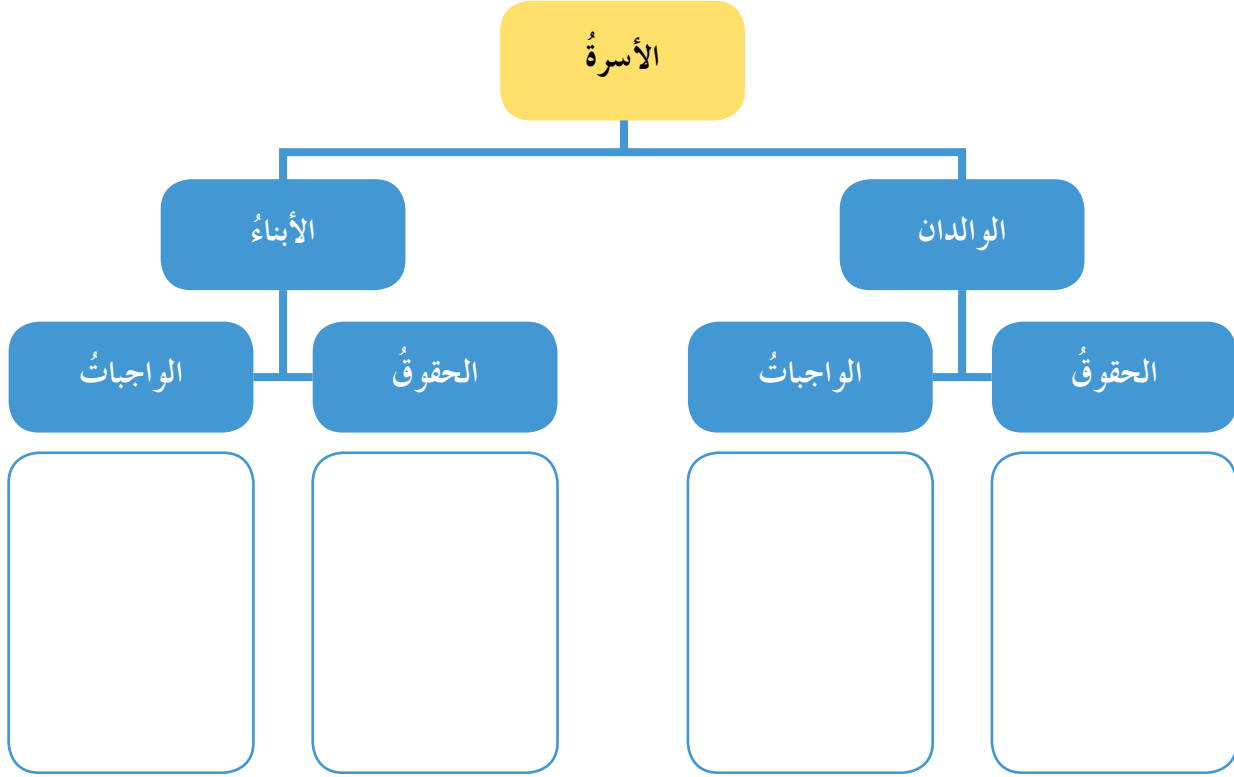 الأسرةُ
الوالدان
الأبناءُ
الحقوقُ
الواجباتُ
الحقوقُ
الواجباتُ